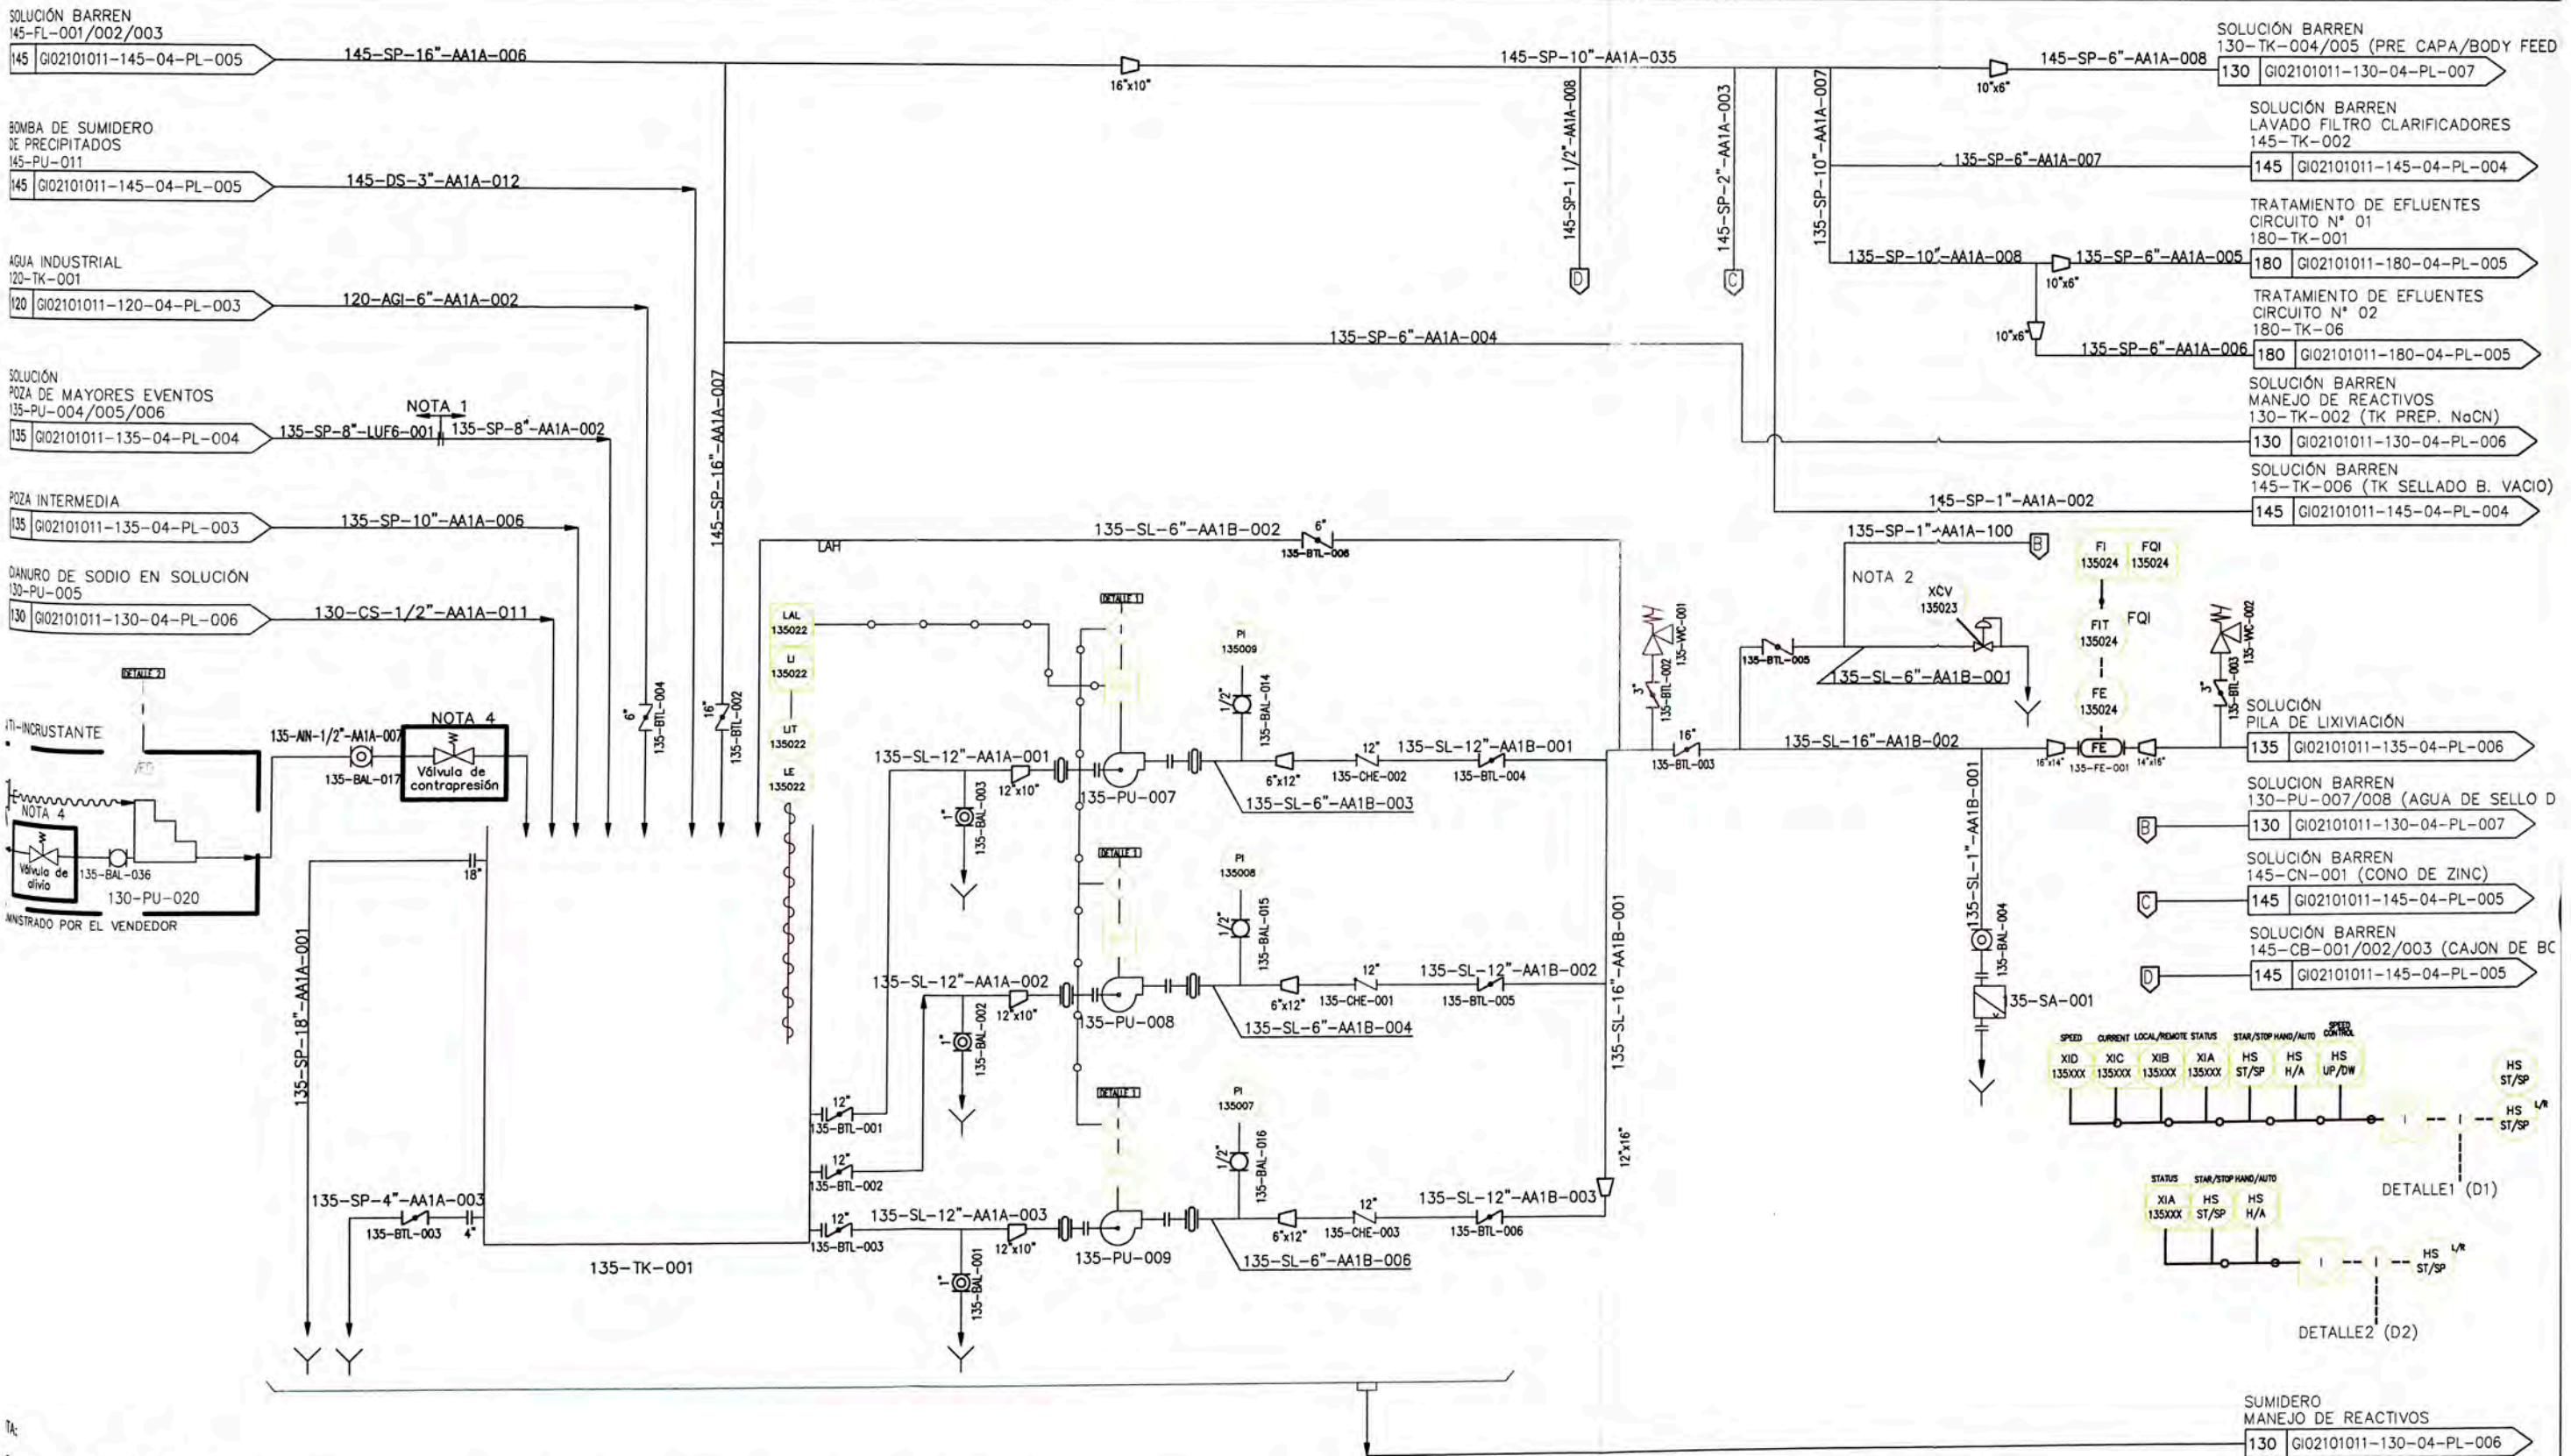 SOLUCIÓN BARREN
145-FL-001/002/003
145 GI02101011-145-04-PL-005
145-SP-16"-AA1A-006
16"x10"
145-SP-10"-AA1A-035
145-SP-6"-AA1A-008
10"x6"
SOLUCIÓN BARREN
130-TK-004/005 (PRE CAPA/BODY FEED
130 GI02101011-130-04-PL-007
BOMBA DE SUMIDERO
DE PRECIPITADOS
145-PU-011
145 GI02101011-145-04-PL-005
145-DS-3"-AA1A-012
145-SP-1 1/2"-AA1A-008
D
145-SP-2"-AA1A-003
C
135-SP-10"-AA1A-007
SOLUCIÓN BARREN
LAVADO FILTRO CLARIFICADORES
145-TK-002
145 GI02101011-145-04-PL-004
135-SP-6"-AA1A-007
AGUA INDUSTRIAL
120-TK-001
120 GI02101011-120-04-PL-003
120-AGI-6"-AA1A-002
TRATAMIENTO DE EFLUENTES
CIRCUITO N° 01
180-TK-001
180 GI02101011-180-04-PL-005
135-SP-10"-AA1A-008
135-SP-6"-AA1A-005
10"x6"
TRATAMIENTO DE EFLUENTES
CIRCUITO N° 02
180-TK-06
180 GI02101011-180-04-PL-005
10"x6"
135-SP-6"-AA1A-006
135-SP-6"-AA1A-004
SOLUCIÓN
POZA DE MAYORES EVENTOS
135-PU-004/005/006
135 GI02101011-135-04-PL-004
NOTA 1
135-SP-8"-LUF6-001
135-SP-8"-AA1A-002
145-SP-16"-AA1A-007
SOLUCIÓN BARREN
MANEJO DE REACTIVOS
130-TK-002 (TK PREP. NaCN)
130 GI02101011-130-04-PL-006
SOLUCIÓN BARREN
145-TK-006 (TK SELLADO B. VACIO)
145 GI02101011-145-04-PL-004
145-SP-1"-AA1A-002
POZA INTERMEDIA
135 GI02101011-135-04-PL-003
135-SP-10"-AA1A-006
LAH
135-SL-6"-AA1B-002
6"
135-BTL-006
135-SP-1"-AA1A-100
B
NOTA 2
CIANURO DE SODIO EN SOLUCIÓN
130-PU-005
130 GI02101011-130-04-PL-006
130-CS-1/2"-AA1A-011
LAL
135022
LI
135022
LIT
135022
LE
135022
FI
135024
FQI
135024
FIT
135024
FQI
FE
135024
XCV
135023
135-BTL-005
135-SL-6"-AA1B-001
135-WC-001
3"
135-BTL-002
135-WC-002
3"
135-BTL-003
DETALLE 2
VFD
TI-INCRUSTANTE
135-AIN-1/2"-AA1A-007
135-BAL-017
NOTA 4
Válvula de
contrapresión
NOTA 4
Válvula de
alivio
135-BAL-036
130-PU-020
MINISTRADO POR EL VENDEDOR
6"
135-BTL-004
16"
135-BTL-002
DETALLE 1
PI
135009
1/2"
135-BAL-014
135-SL-12"-AA1A-001
12"x10"
135-PU-007
6"x12"
12"
135-CHE-002
135-SL-12"-AA1B-001
135-BTL-004
135-SL-6"-AA1B-003
1"
135-BAL-003
16"
135-BTL-003
135-SL-16"-AA1B-002
16"x14"
FE
135-FE-001
14"x16"
SOLUCIÓN
PILA DE LIXIVIACIÓN
135 GI02101011-135-04-PL-006
SOLUCION BARREN
130-PU-007/008 (AGUA DE SELLO D
B
130 GI02101011-130-04-PL-007
SOLUCIÓN BARREN
145-CN-001 (CONO DE ZINC)
C
145 GI02101011-145-04-PL-005
SOLUCIÓN BARREN
145-CB-001/002/003 (CAJON DE BO
D
145 GI02101011-145-04-PL-005
18"
135-SP-18"-AA1A-001
DETALLE 1
PI
135008
1/2"
135-BAL-015
135-SL-12"-AA1A-002
12"x10"
135-PU-008
6"x12"
12"
135-CHE-001
135-SL-12"-AA1B-002
135-BTL-005
135-SL-6"-AA1B-004
1"
135-BAL-002
135-SL-16"-AA1B-001
135-SL-1"-AA1B-001
135-BAL-004
135-SA-001
12"
135-BTL-001
12"
135-BTL-002
12"
135-BTL-003
DETALLE 1
PI
135007
1/2"
135-BAL-016
135-SL-12"-AA1A-003
12"x10"
135-PU-009
6"x12"
12"
135-CHE-003
135-SL-12"-AA1B-003
135-BTL-006
135-SL-6"-AA1B-006
12"x16"
1"
135-BAL-001
135-SP-4"-AA1A-003
135-BTL-003
4"
135-TK-001
SPEED CURRENT LOCAL/REMOTE STATUS STAR/STOP HAND/AUTO SPEED CONTROL
XID
135XXX
XIC
135XXX
XIB
135XXX
XIA
135XXX
HS
ST/SP
HS
H/A
HS
UP/DW
HS
ST/SP
HS
ST/SP
L/R
DETALLE1 (D1)
STATUS STAR/STOP HAND/AUTO
XIA
135XXX
HS
ST/SP
HS
H/A
HS
ST/SP
L/R
DETALLE2 (D2)
SUMIDERO
MANEJO DE REACTIVOS
130 GI02101011-130-04-PL-006
TA: